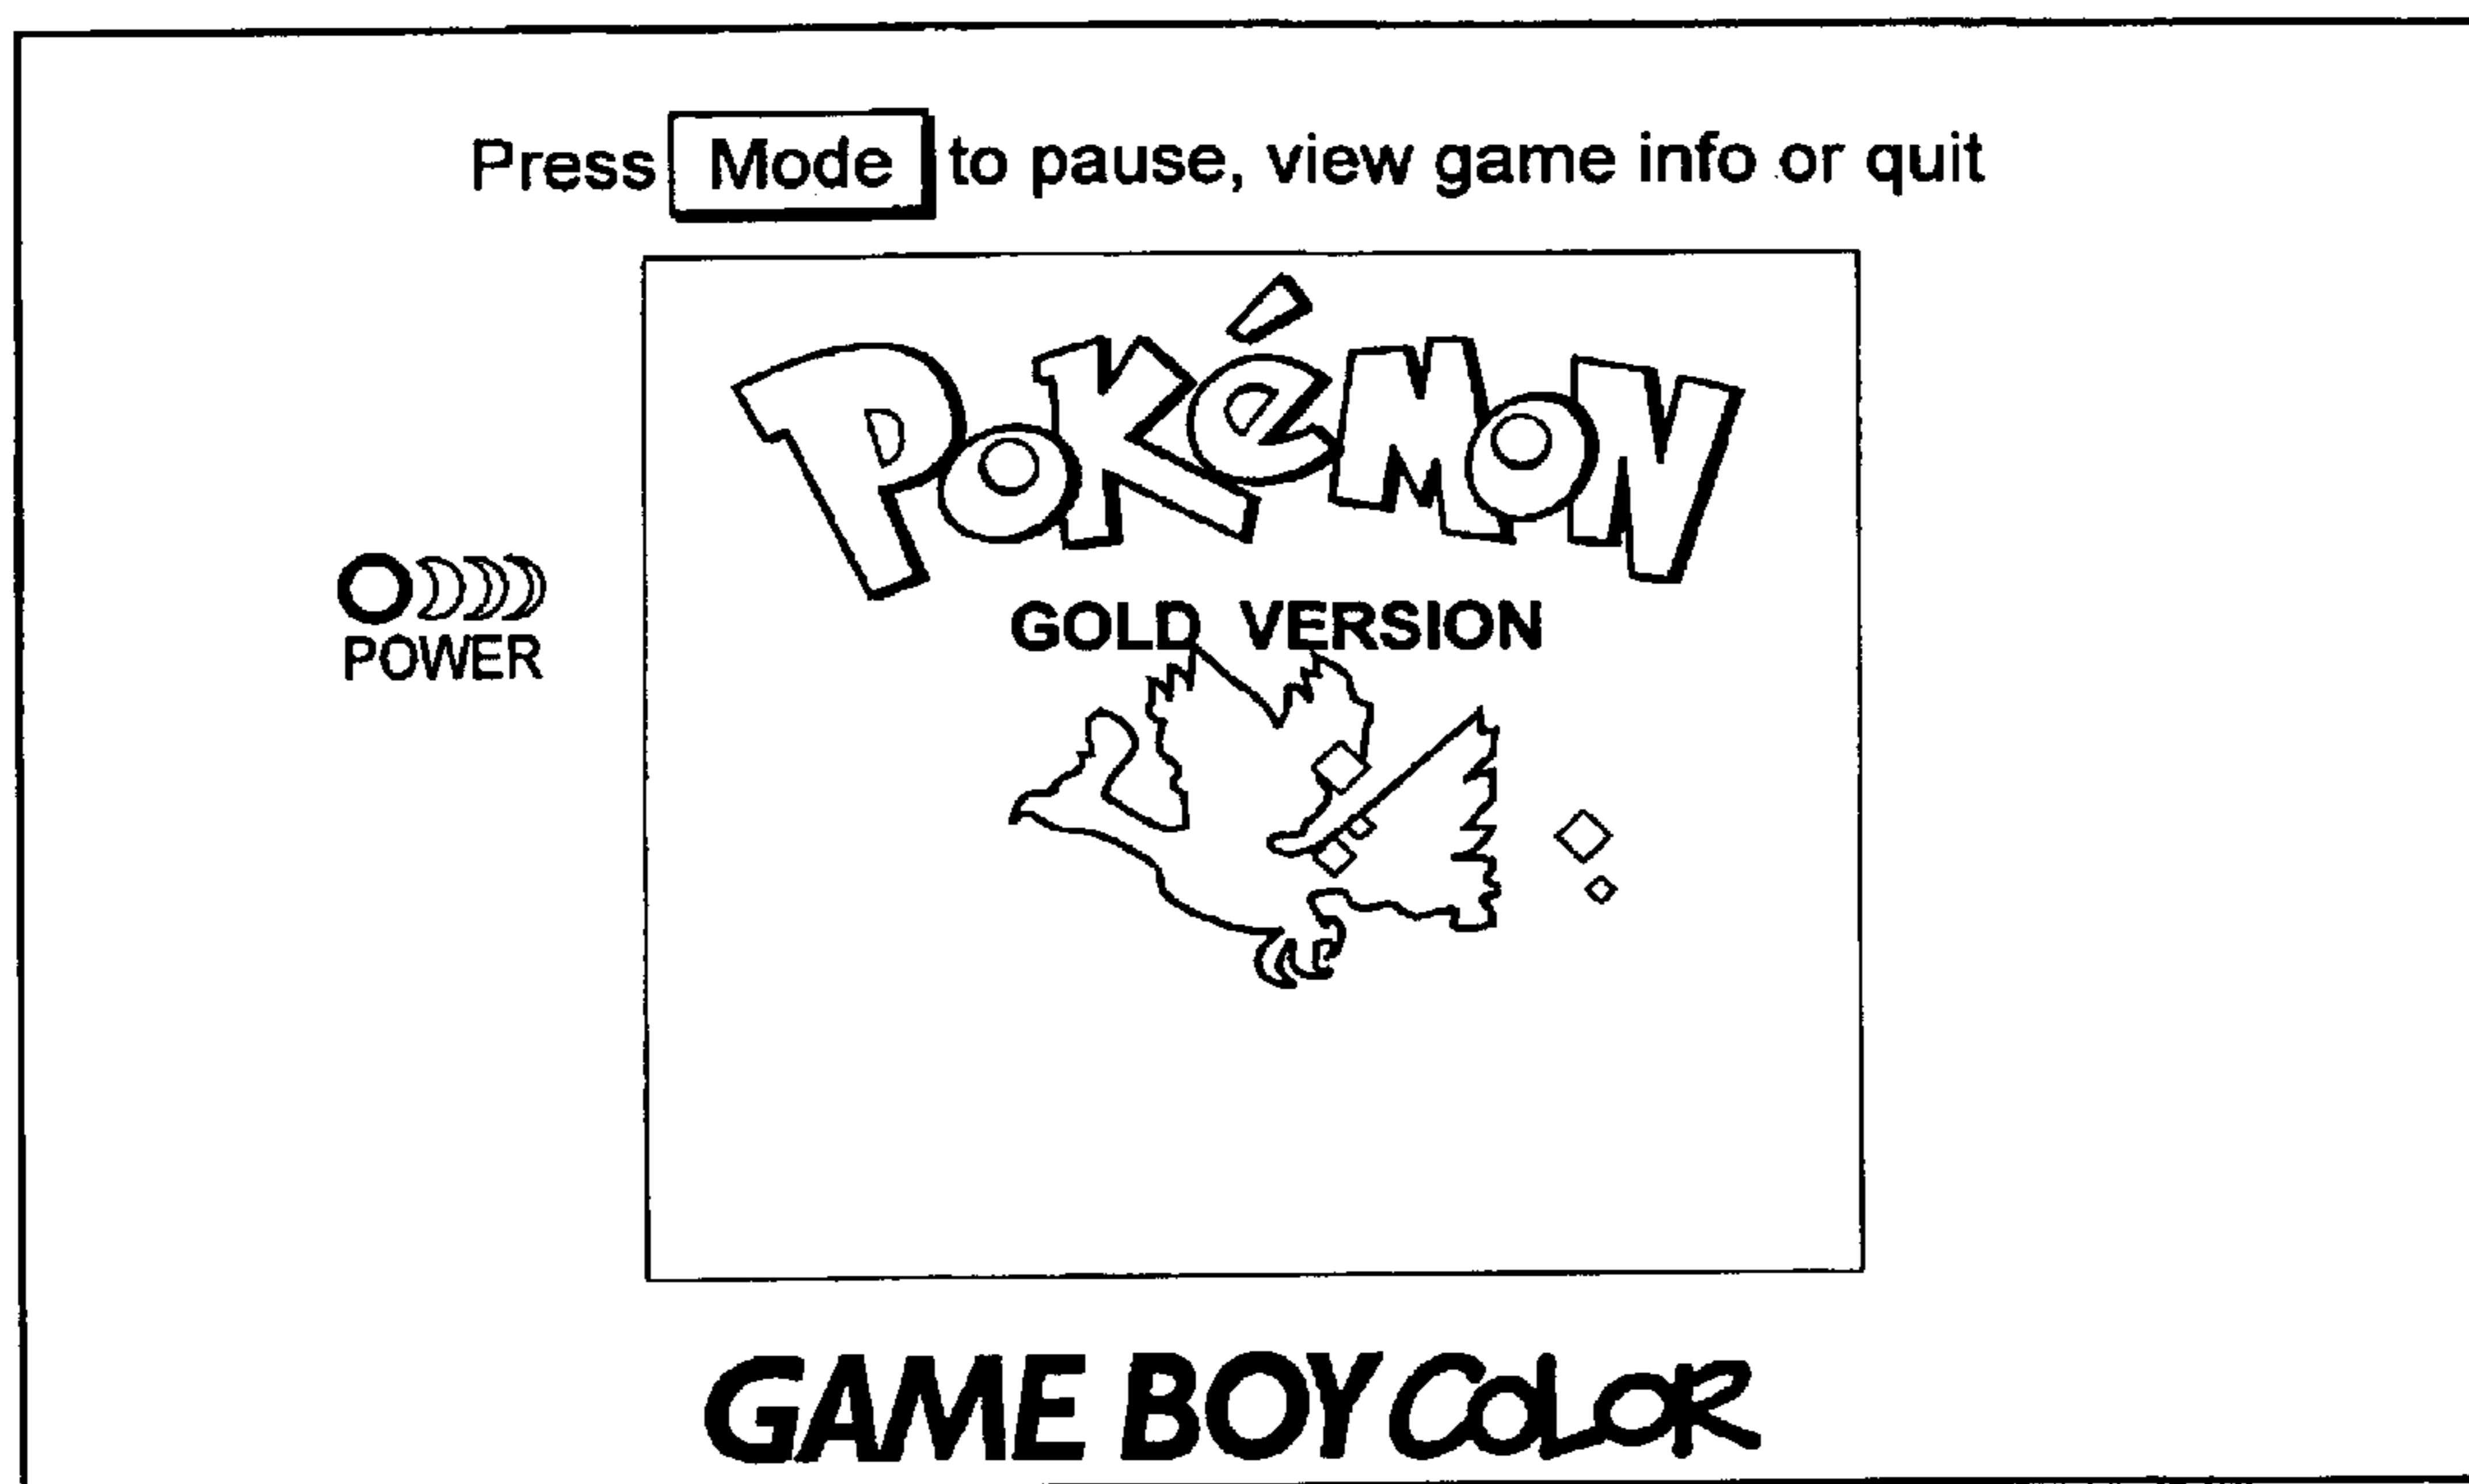 Press Mode to pause, view game info or quit
POKéMON
GOLD VERSION
POWER
GAME BOY COLOR